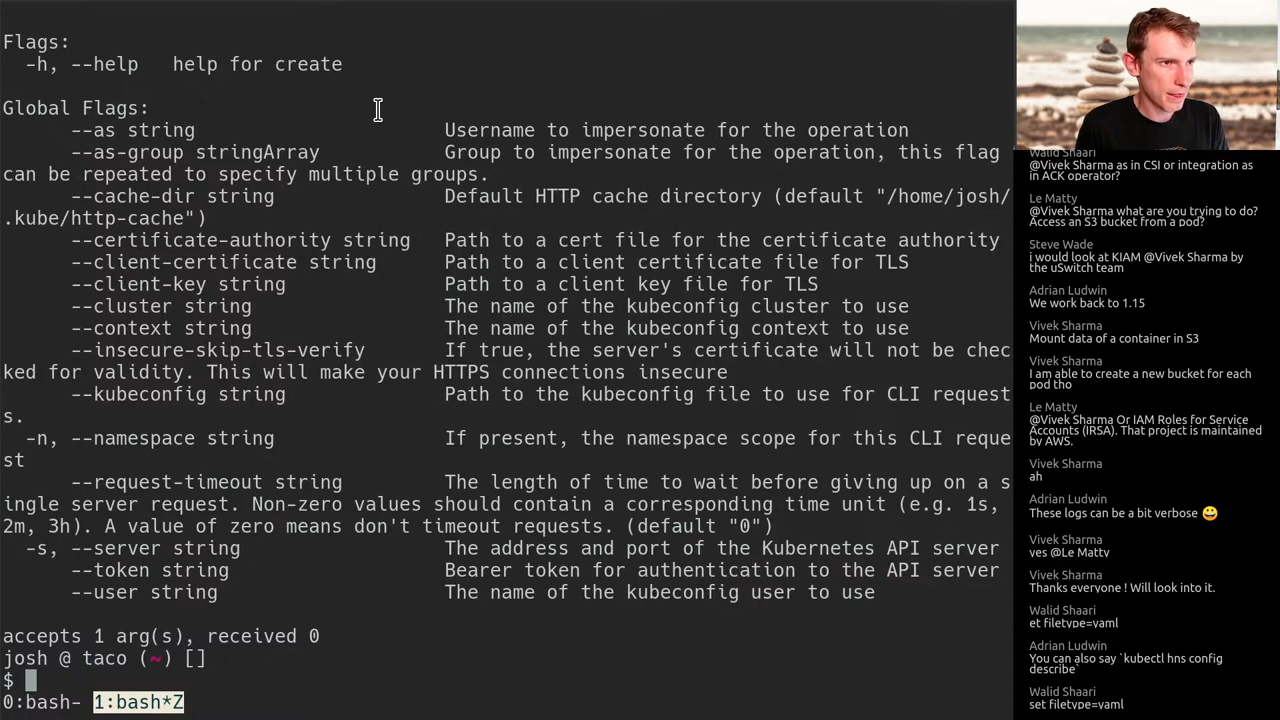 Flags:
-h, --help   help for create
Global Flags:
--as string                      Username to impersonate for the operation
--as-group stringArray           Group to impersonate for the operation, this flag
can be repeated to specify multiple groups.
--cache-dir string               Default HTTP cache directory (default "/home/josh/
.kube/http-cache")
--certificate-authority string   Path to a cert file for the certificate authority
--client-certificate string      Path to a client certificate file for TLS
--client-key string              Path to a client key file for TLS
--cluster string                 The name of the kubeconfig cluster to use
--context string                 The name of the kubeconfig context to use
--insecure-skip-tls-verify       If true, the server's certificate will not be chec
ked for validity. This will make your HTTPS connections insecure
--kubeconfig string              Path to the kubeconfig file to use for CLI request
s.
-n, --namespace string               If present, the namespace scope for this CLI reque
st
--request-timeout string         The length of time to wait before giving up on a s
ingle server request. Non-zero values should contain a corresponding time unit (e.g. 1s,
2m, 3h). A value of zero means don't timeout requests. (default "0")
-s, --server string                  The address and port of the Kubernetes API server
--token string                   Bearer token for authentication to the API server
--user string                    The name of the kubeconfig user to use
accepts 1 arg(s), received 0
josh @ taco (~) []
$
0:bash- 1:bash*Z
Walid Shaari
@Vivek Sharma as in CSI or integration as
in ACK operator?
Le Matty
@Vivek Sharma what are you trying to do?
Access an S3 bucket from a pod?
Steve Wade
i would look at KIAM @Vivek Sharma by
the uSwitch team
Adrian Ludwin
We work back to 1.15
Vivek Sharma
Mount data of a container in S3
Vivek Sharma
I am able to create a new bucket for each
pod tho
Le Matty
@Vivek Sharma Or IAM Roles for Service
Accounts (IRSA). That project is maintained
by AWS.
Vivek Sharma
ah
Adrian Ludwin
These logs can be a bit verbose 😀
Vivek Sharma
yes @Le Matty
Vivek Sharma
Thanks everyone ! Will look into it.
Walid Shaari
et filetype=yaml
Adrian Ludwin
You can also say `kubectl hns config
describe`
Walid Shaari
set filetype=yaml